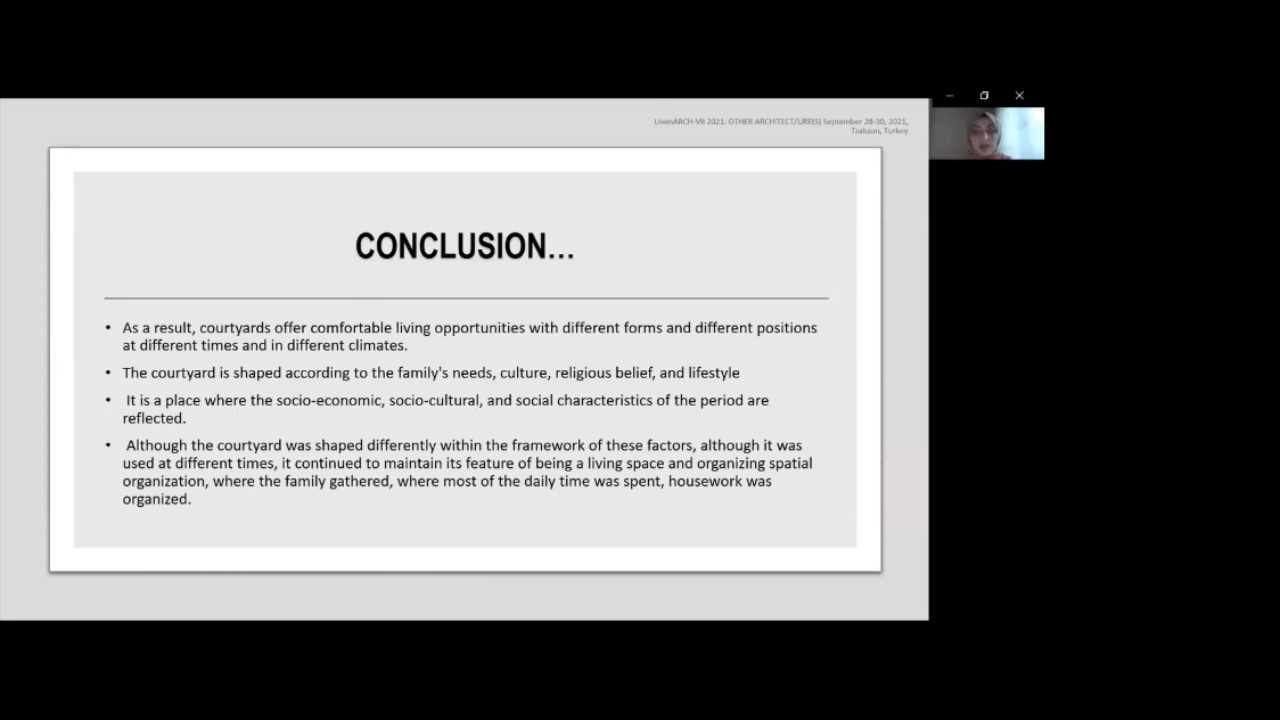 LivenARCH-VII 2021: OTHER ARCHITECT/URE(S) September 28-30, 2021,
Trabzon, Turkey
CONCLUSION...
• As a result, courtyards offer comfortable living opportunities with different forms and different positions
at different times and in different climates.
• The courtyard is shaped according to the family's needs, culture, religious belief, and lifestyle
• It is a place where the socio-economic, socio-cultural, and social characteristics of the period are
reflected.
• Although the courtyard was shaped differently within the framework of these factors, although it was
used at different times, it continued to maintain its feature of being a living space and organizing spatial
organization, where the family gathered, where most of the daily time was spent, housework was
organized.